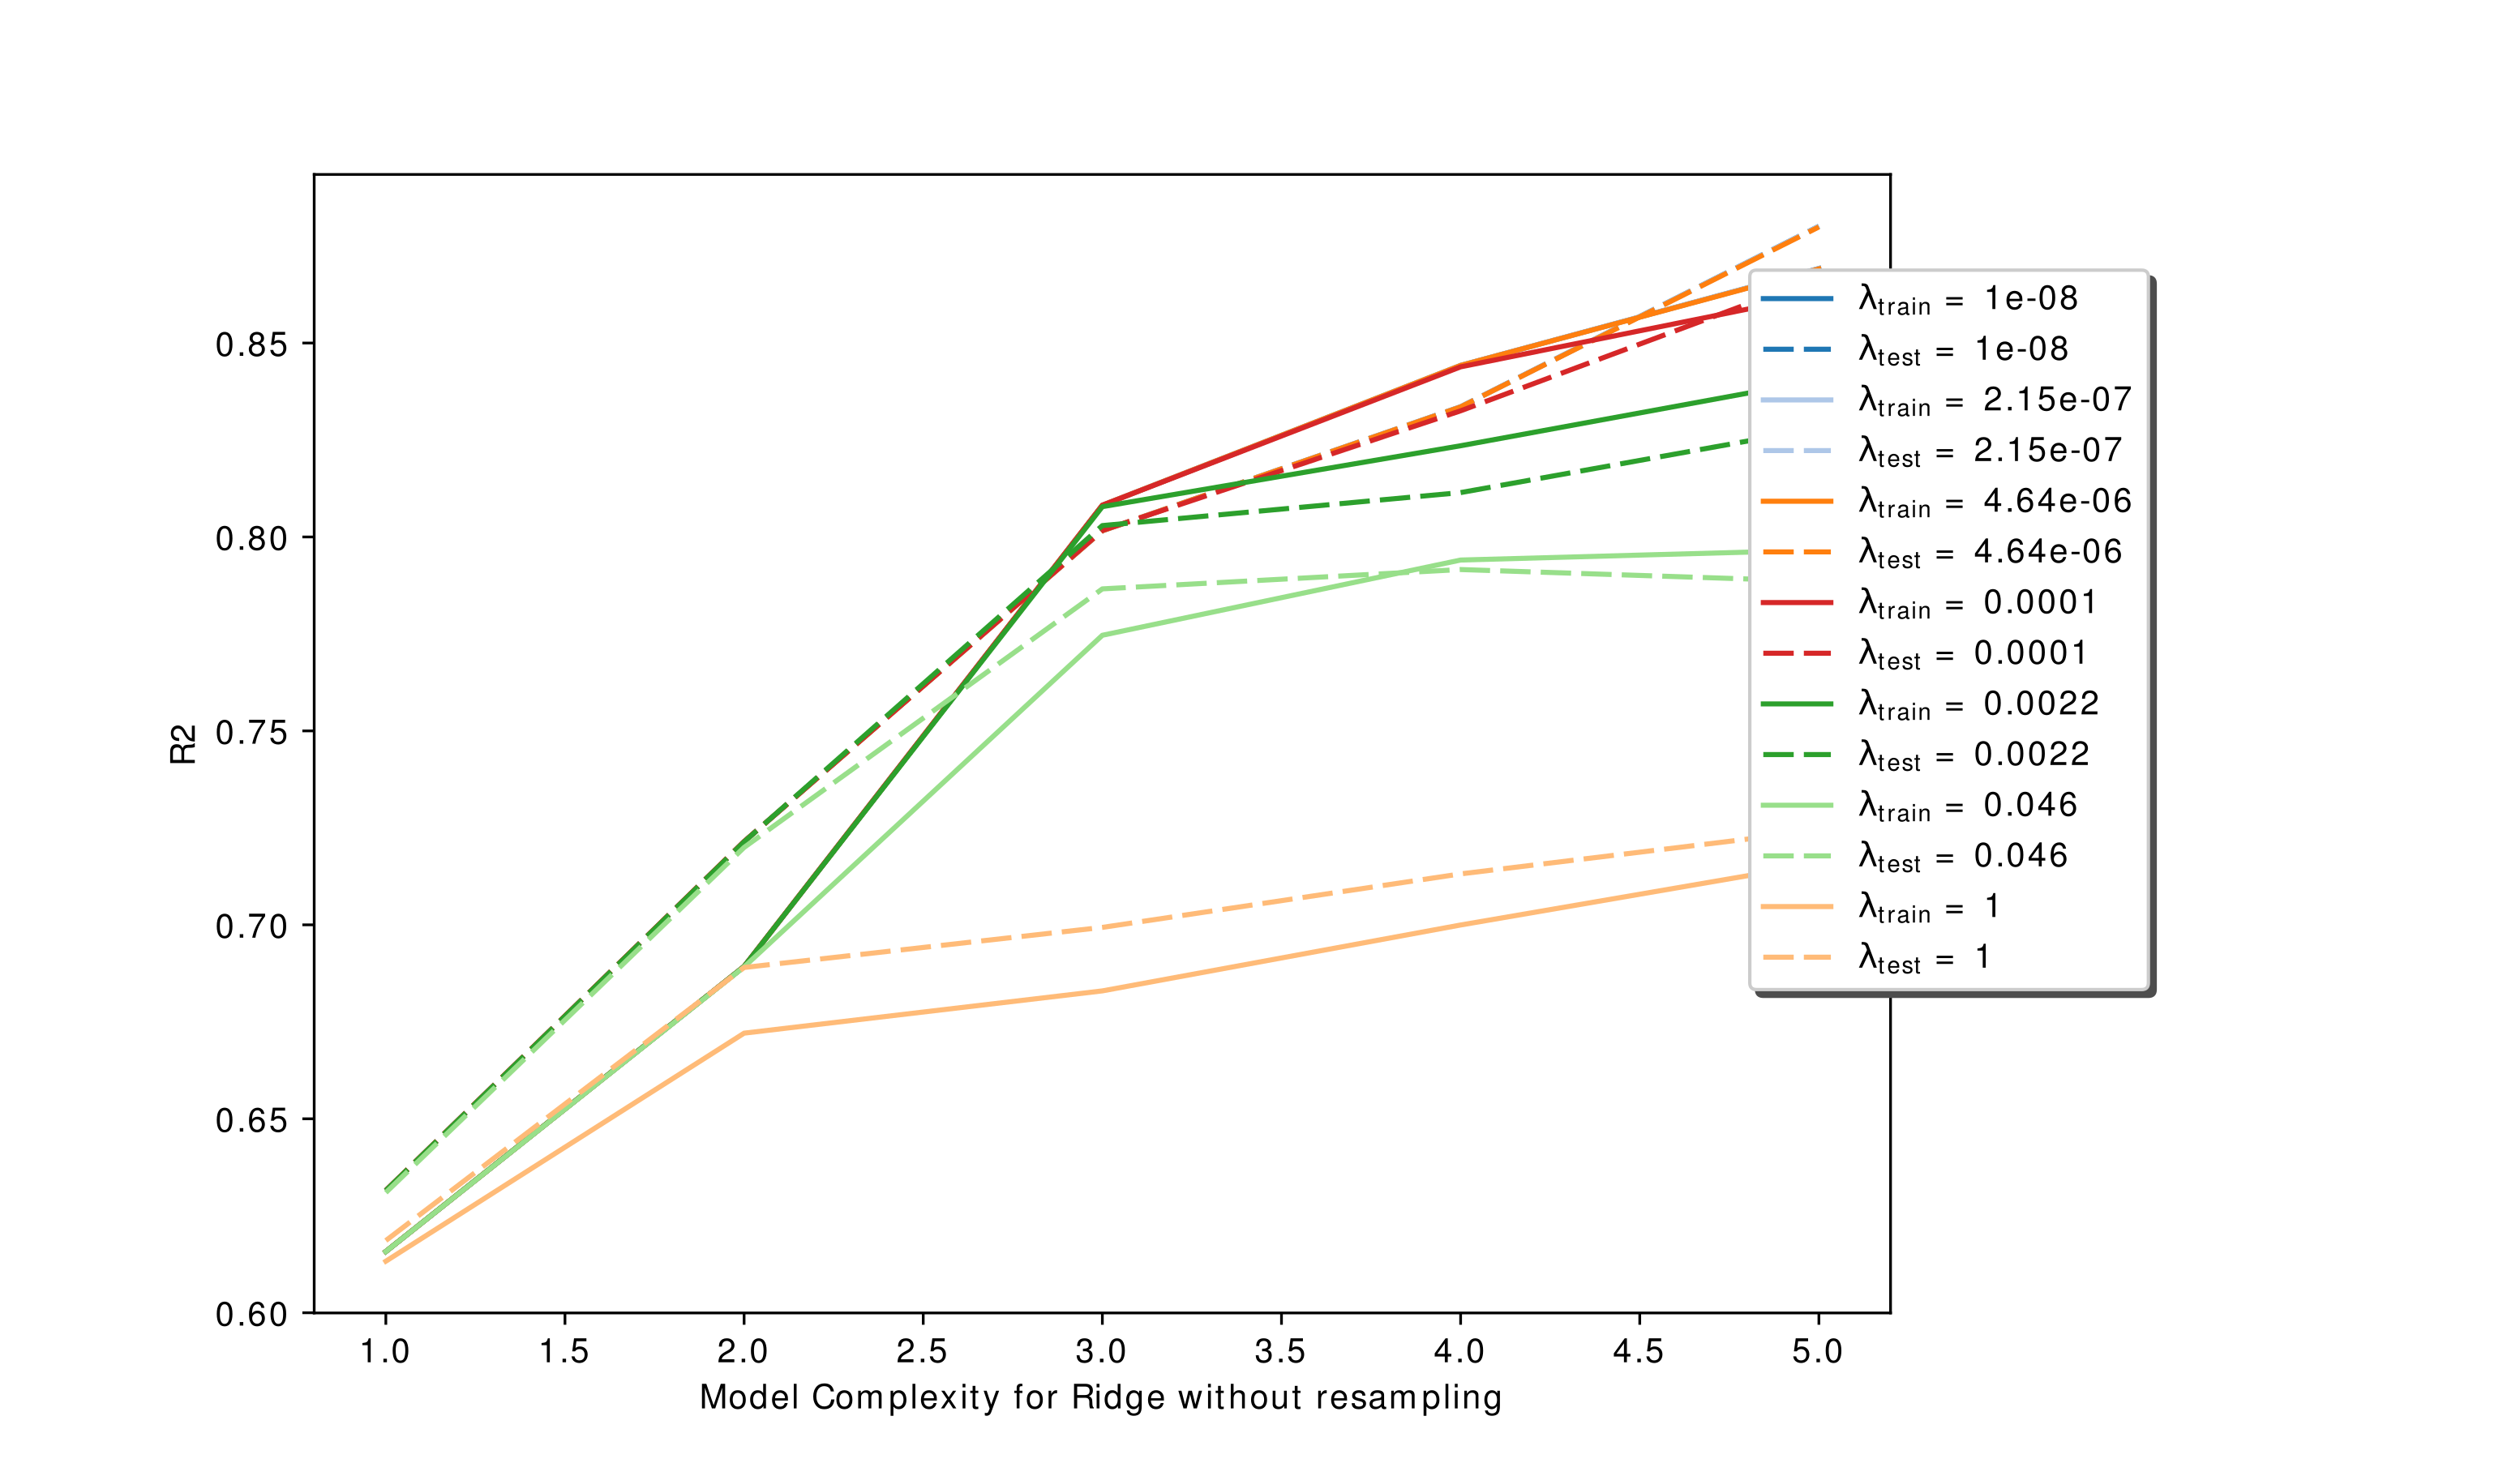 0.85
0.80
0.75
0.70
0.65
0.60
R2
1.0 1.5 2.0 2.5 3.0 3.5 4.0 4.5 5.0
Model Complexity for Ridge without resampling
λtrain = 1e-08
λtest = 1e-08
λtrain = 2.15e-07
λtest = 2.15e-07
λtrain = 4.64e-06
λtest = 4.64e-06
λtrain = 0.0001
λtest = 0.0001
λtrain = 0.0022
λtest = 0.0022
λtrain = 0.046
λtest = 0.046
λtrain = 1
λtest = 1